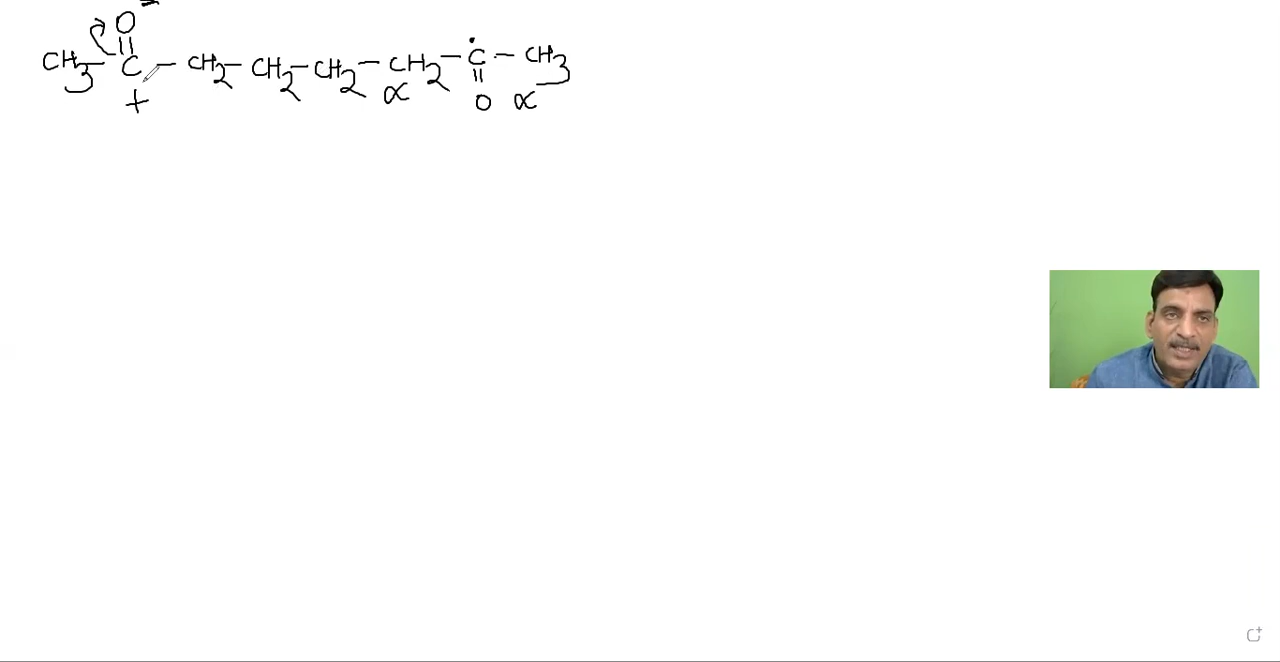 O
||
CH3 - C - CH2 - CH2 - CH2 - CH2 - C - CH3
+ ∝ || O ∝